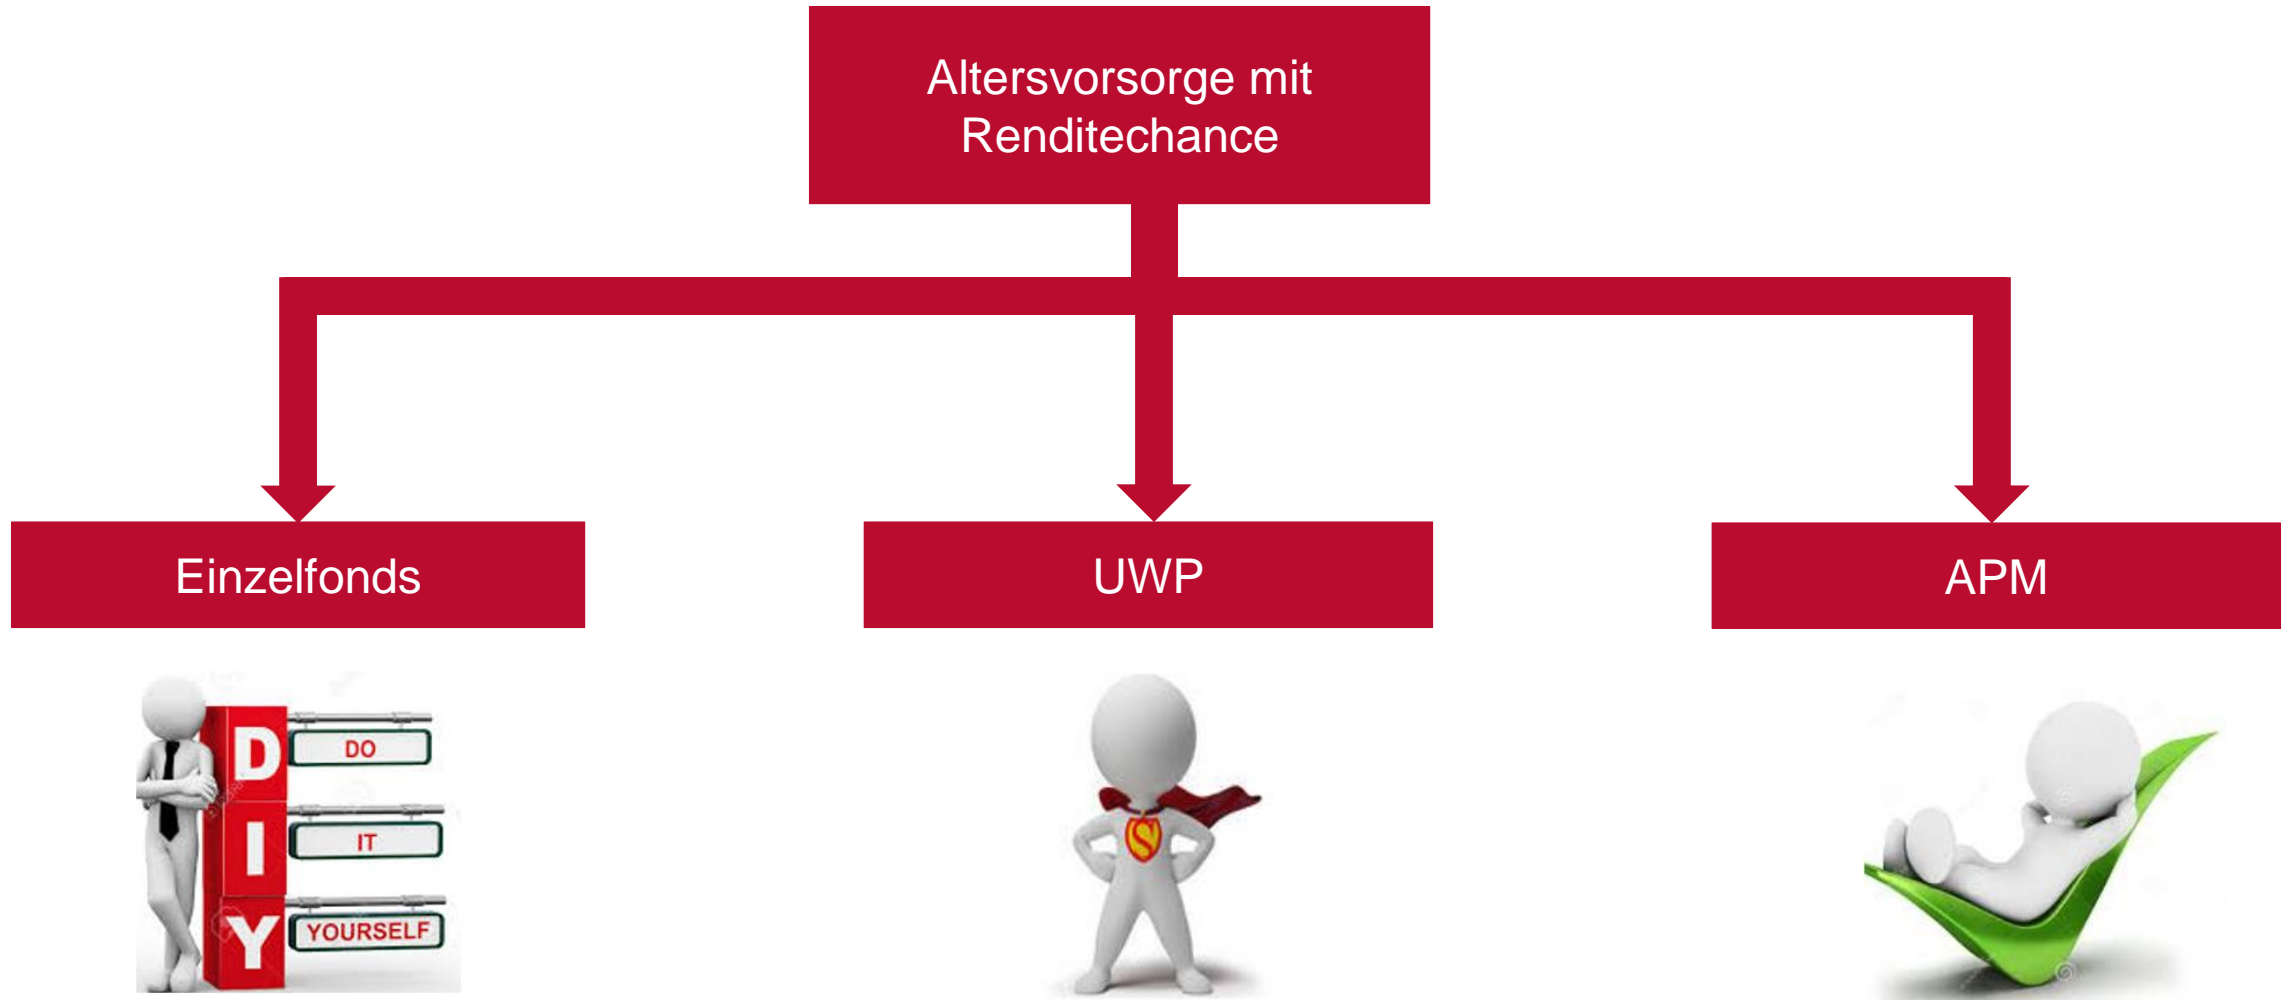 Altersvorsorge mit
Renditechance
Einzelfonds
UWP
APM
D
DO
I
IT
Y
YOURSELF
S